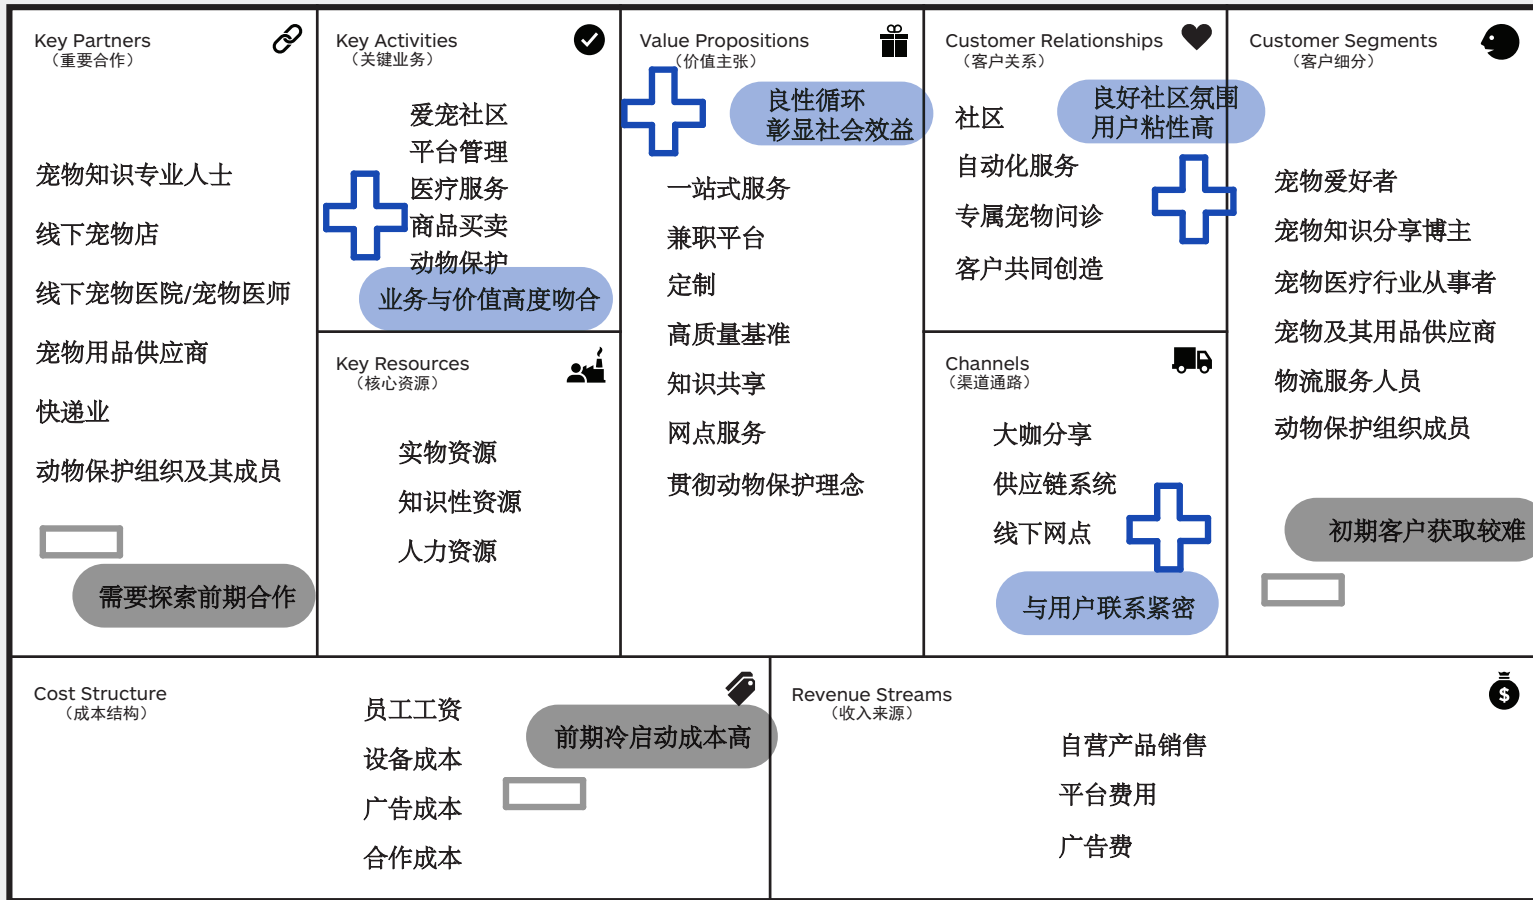 Key Partners
（重要合作）
宠物知识专业人士
线下宠物店
线下宠物医院/宠物医师
宠物用品供应商
快递业
动物保护组织及其成员
需要探索前期合作
Key Activities
（关键业务）
爱宠社区
平台管理
医疗服务
商品买卖
动物保护
业务与价值高度吻合
Key Resources
（核心资源）
实物资源
知识性资源
人力资源
Value Propositions
（价值主张）
良性循环
彰显社会效益
一站式服务
兼职平台
定制
高质量基准
知识共享
网点服务
贯彻动物保护理念
Customer Relationships
（客户关系）
良好社区氛围
用户粘性高
社区
自动化服务
专属宠物问诊
客户共同创造
Channels
（渠道通路）
大咖分享
供应链系统
线下网点
与用户联系紧密
Customer Segments
（客户细分）
宠物爱好者
宠物知识分享博主
宠物医疗行业从事者
宠物及其用品供应商
物流服务人员
动物保护组织成员
初期客户获取较难
Cost Structure
（成本结构）
员工工资
设备成本
广告成本
合作成本
前期冷启动成本高
Revenue Streams
（收入来源）
$
自营产品销售
平台费用
广告费